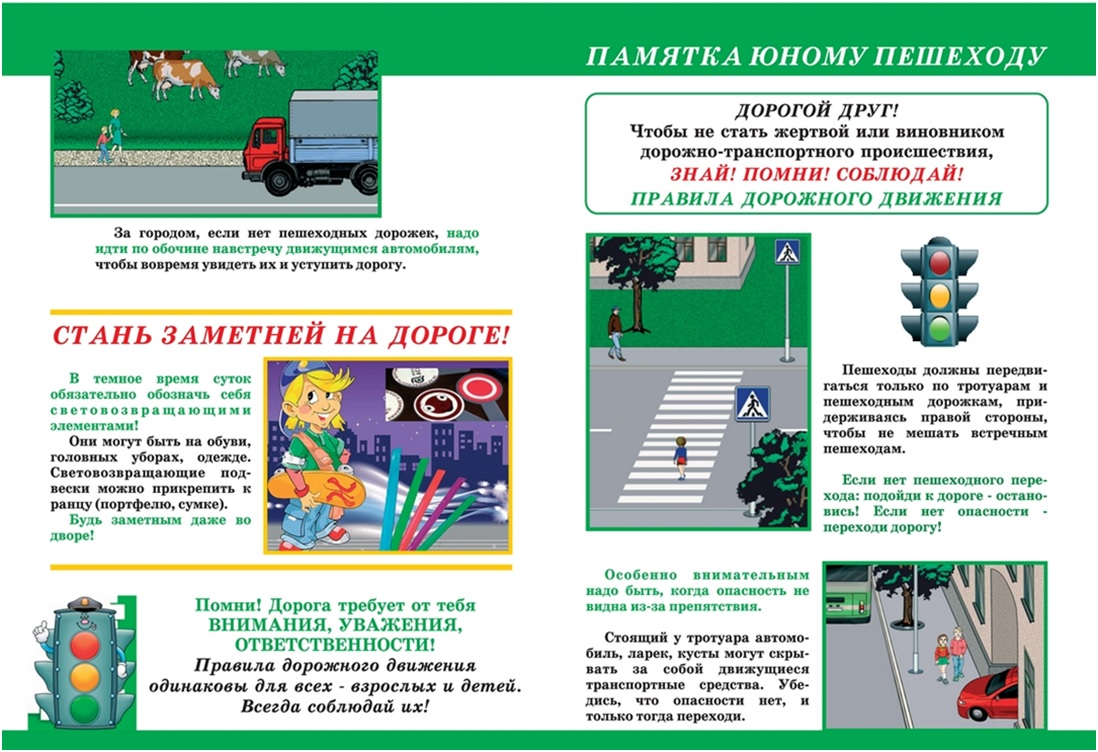 За городом, если нет пешеходных дорожек, надо
идти по обочине навстречу движущимся автомобилям,
чтобы вовремя увидеть их и уступить дорогу.
СТАНЬ ЗАМЕТНЕЙ НА ДОРОГЕ!
В темное время суток
обязательно обозначь себя
световозвращающими
элементами!
Они могут быть на обуви,
головных уборах, одежде.
Световозвращающие под-
вески можно прикрепить к
ранцу (портфелю, сумке).
Будь заметным даже во
дворе!
Помни! Дорога требует от тебя
ВНИМАНИЯ, УВАЖЕНИЯ,
ОТВЕТСТВЕННОСТИ!
Правила дорожного движения
одинаковы для всех - взрослых и детей.
Всегда соблюдай их!
ПАМЯТКА ЮНОМУ ПЕШЕХОДУ
ДОРОГОЙ ДРУГ!
Чтобы не стать жертвой или виновником
дорожно-транспортного происшествия,
ЗНАЙ! ПОМНИ! СОБЛЮДАЙ!
ПРАВИЛА ДОРОЖНОГО ДВИЖЕНИЯ
Пешеходы должны передви-
гаться только по тротуарам и
пешеходным дорожкам, при-
держиваясь правой стороны,
чтобы не мешать встречным
пешеходам.
Если нет пешеходного пере-
хода: подойди к дороге - остано-
вись! Если нет опасности -
переходи дорогу!
Особенно внимательным
надо быть, когда опасность не
видна из-за препятствия.
Стоящий у тротуара автомо-
биль, ларек, кусты могут скры-
вать за собой движущиеся
транспортные средства. Убе-
дись, что опасности нет, и
только тогда переходи.